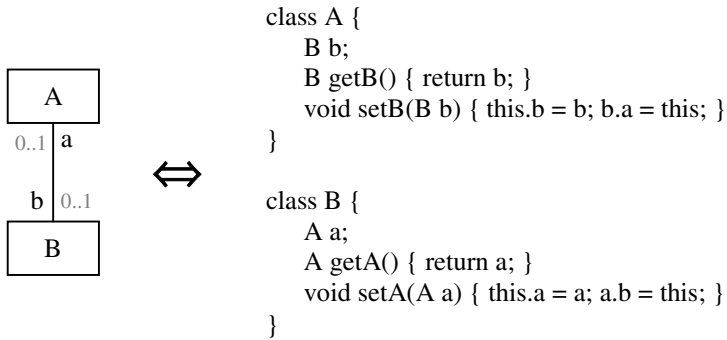 A
0..1 a
b 0..1
B
⇔
class A {
B b;
B getB() { return b; }
void setB(B b) { this.b = b; b.a = this; }
}
class B {
A a;
A getA() { return a; }
void setA(A a) { this.a = a; a.b = this; }
}